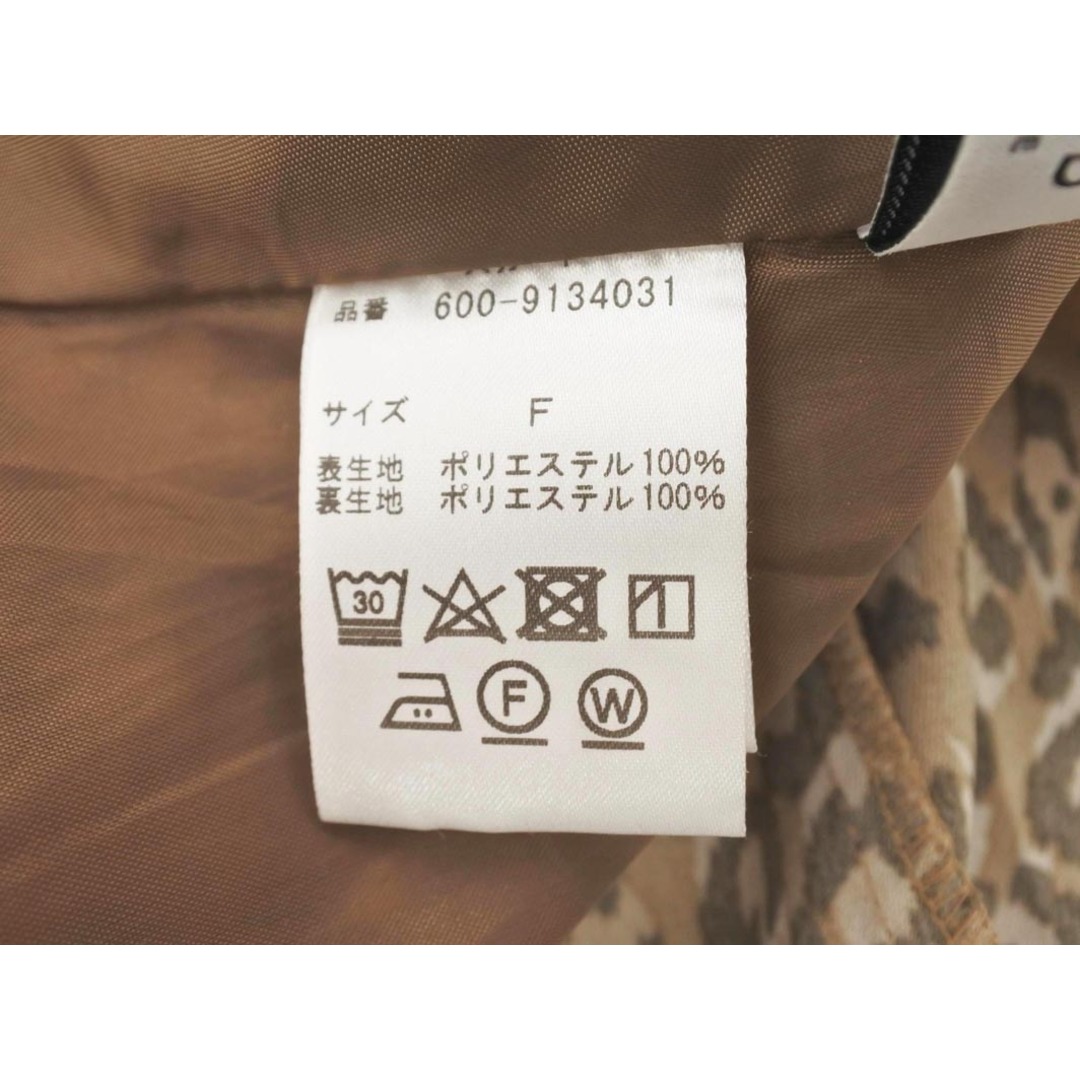 品番 600-9134031
サイズ F
表生地 ポリエステル100%
裏生地 ポリエステル100%
30
F W